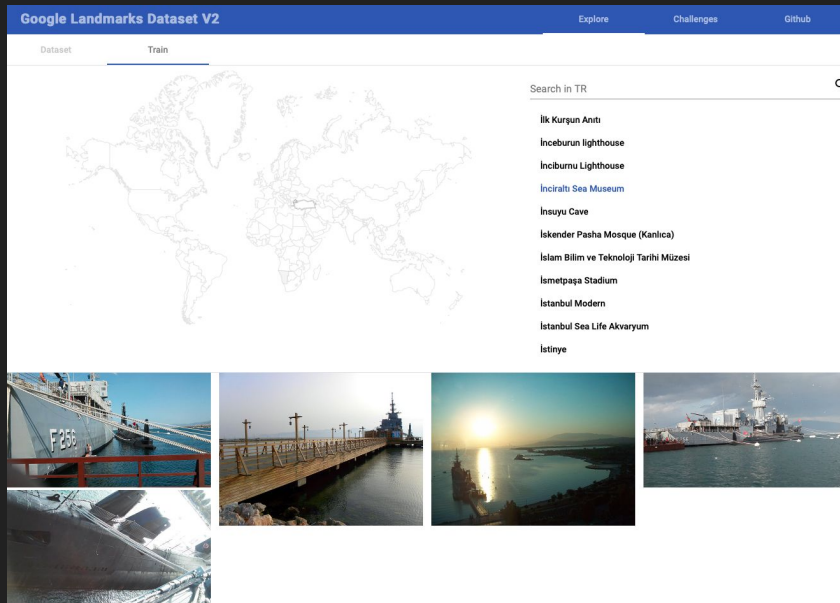 Google Landmarks Dataset V2
Explore
Challenges
Github
Dataset
Train
Search in TR
İlk Kurşun Anıtı
İnceburun lighthouse
İnciburnu Lighthouse
İnciraltı Sea Museum
İnsuyu Cave
İskender Pasha Mosque (Kanlıca)
İslam Bilim ve Teknoloji Tarihi Müzesi
İsmetpaşa Stadium
İstanbul Modern
İstanbul Sea Life Akvaryum
İstinye
F 256